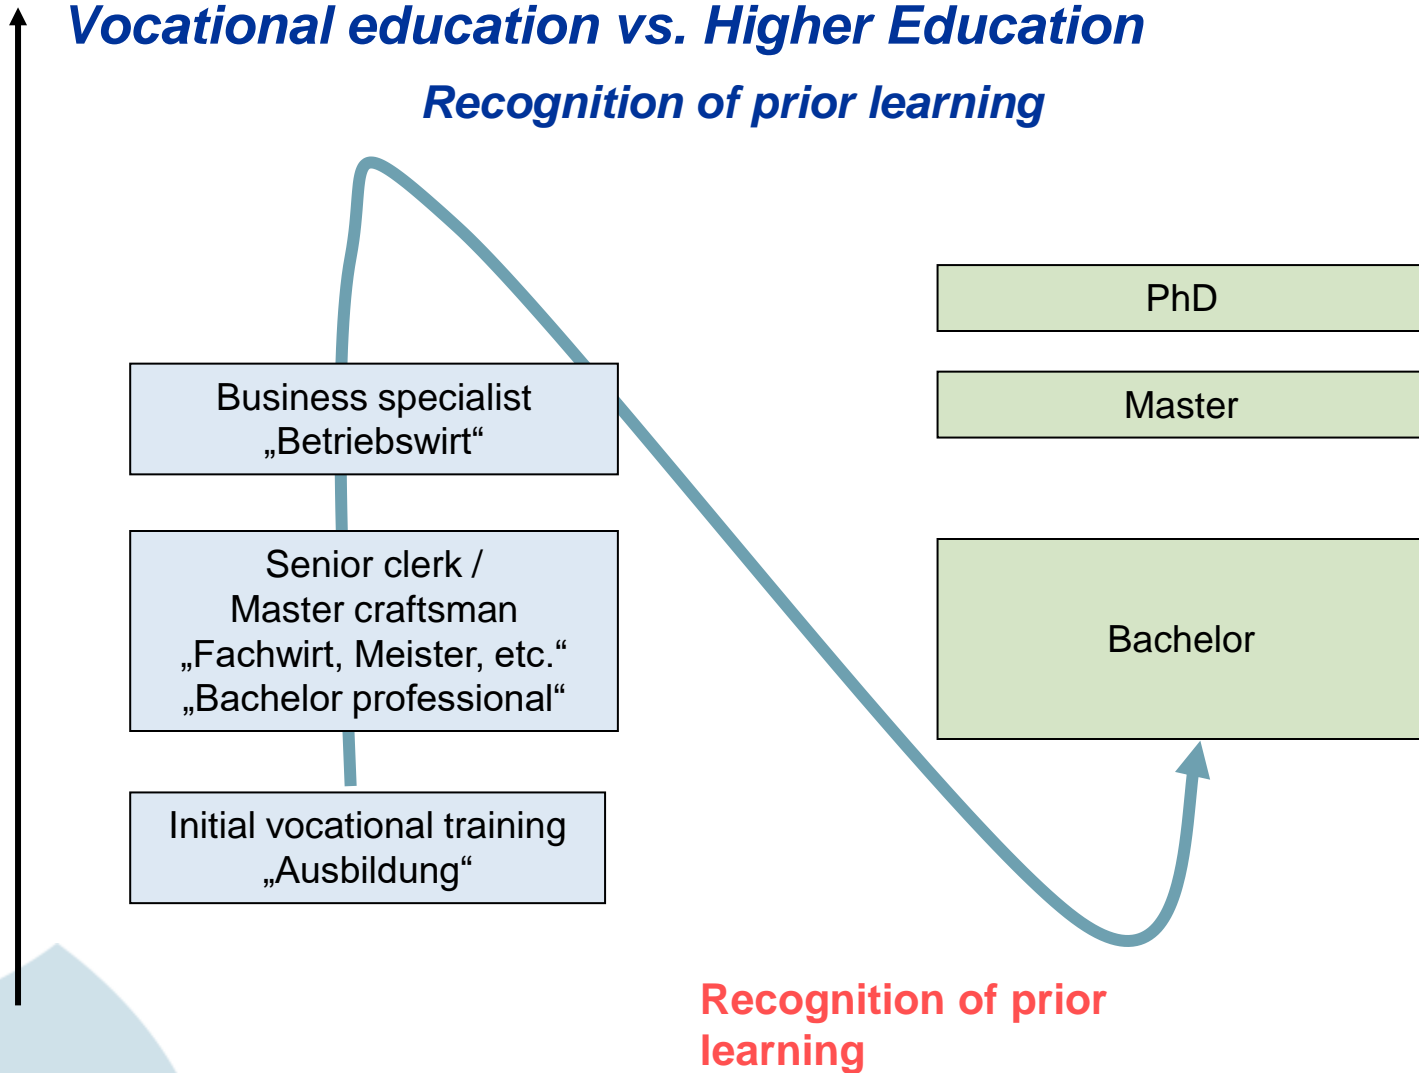 Vocational education vs. Higher Education
Recognition of prior learning
PhD
Business specialist
„Betriebswirt“
Master
Senior clerk /
Master craftsman
„Fachwirt, Meister, etc.“
„Bachelor professional“
Bachelor
Initial vocational training
„Ausbildung“
Recognition of prior
learning